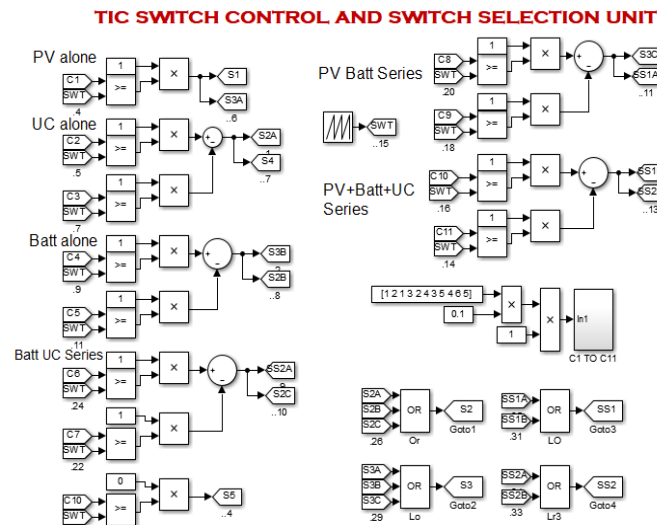 TIC SWITCH CONTROL AND SWITCH SELECTION UNIT
PV alone
C1
SWT
.4
1
>=
×
S1
S3A
..6
UC alone
C2
SWT
.5
1
>=
×
S2A
S4
..7
C3
SWT
.7
1
>=
×
Batt alone
C4
SWT
.9
1
>=
×
S3B
S2B
..8
C5
SWT
.11
1
>=
×
Batt UC Series
C6
SWT
.24
1
>=
×
SS2A
S2C
..10
C7
SWT
.22
1
>=
×
C10
SWT
0
>=
×
S5
..4
PV Batt Series
C8
SWT
.20
1
>=
×
S3C
SS1A
..11
C9
SWT
.18
1
>=
×
SWT
..15
PV+Batt+UC
Series
C10
SWT
.16
1
>=
×
SS1
SS2
..13
C11
SWT
.14
1
>=
×
[1 2 1 3 2 4 3 5 4 6 5]
0.1
×
1
×
In1
C1 TO C11
S2A
S2B
S2C
.26
OR
Or
S2
Goto1
SS1A
SS1B
.31
OR
LO
SS1
Goto3
S3A
S3B
S3C
.29
OR
Lo
S3
Goto2
SS2A
SS2B
.33
OR
Lr3
SS2
Goto4